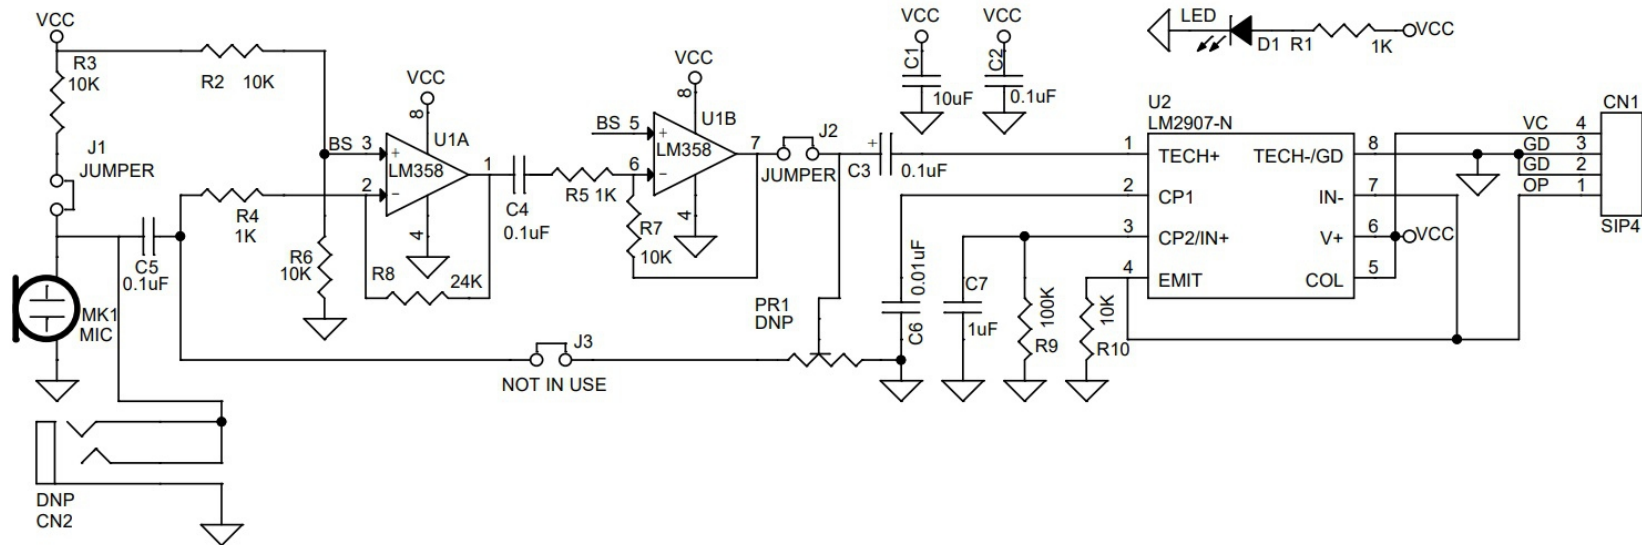 VCC
R3
10K
R2 10K
J1
JUMPER
R4
1K
C5
0.1uF
MK1
MIC
DNP
CN2
BS 3
2
VCC
8
U1A
LM358
+
−
1
4
R6
10K
R8
24K
C4
0.1uF
R5 1K
BS 5
6
VCC
8
U1B
LM358
+
−
7
4
R7
10K
J2
JUMPER
J3
NOT IN USE
PR1
DNP
C3
+
0.1uF
VCC
C1
10uF
VCC
C2
0.1uF
LED
D1 R1
1K
VCC
0.01uF
C6
C7
1uF
100K
R9
10K
R10
U2
LM2907-N
1 TECH+ TECH-/GD 8
2 CP1 IN- 7
3 CP2/IN+ V+ 6
4 EMIT COL 5
VCC
CN1
VC 4
GD 3
GD 2
OP 1
SIP4